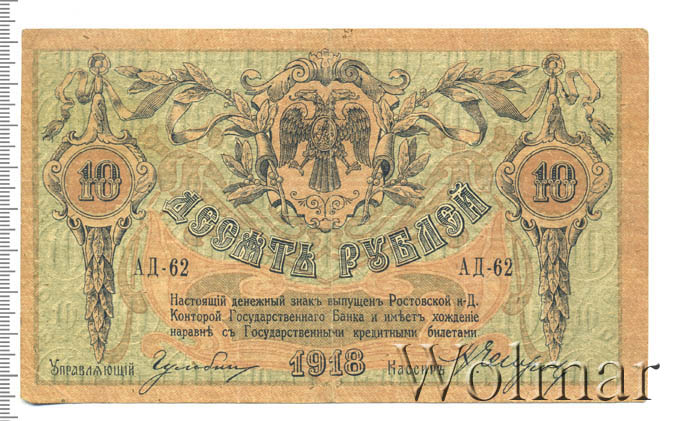 10
10
ДЕСЯТЬ РУБЛЕЙ
АД-62
АД-62
Настоящій денежный знакъ выпущенъ Ростовской н-Д.
Конторой Государственнаго Банка и имѣетъ хожденіе
наравнѣ съ Государственными кредитными билетами.
Управляющій
1918
Кассиръ
Wolmar